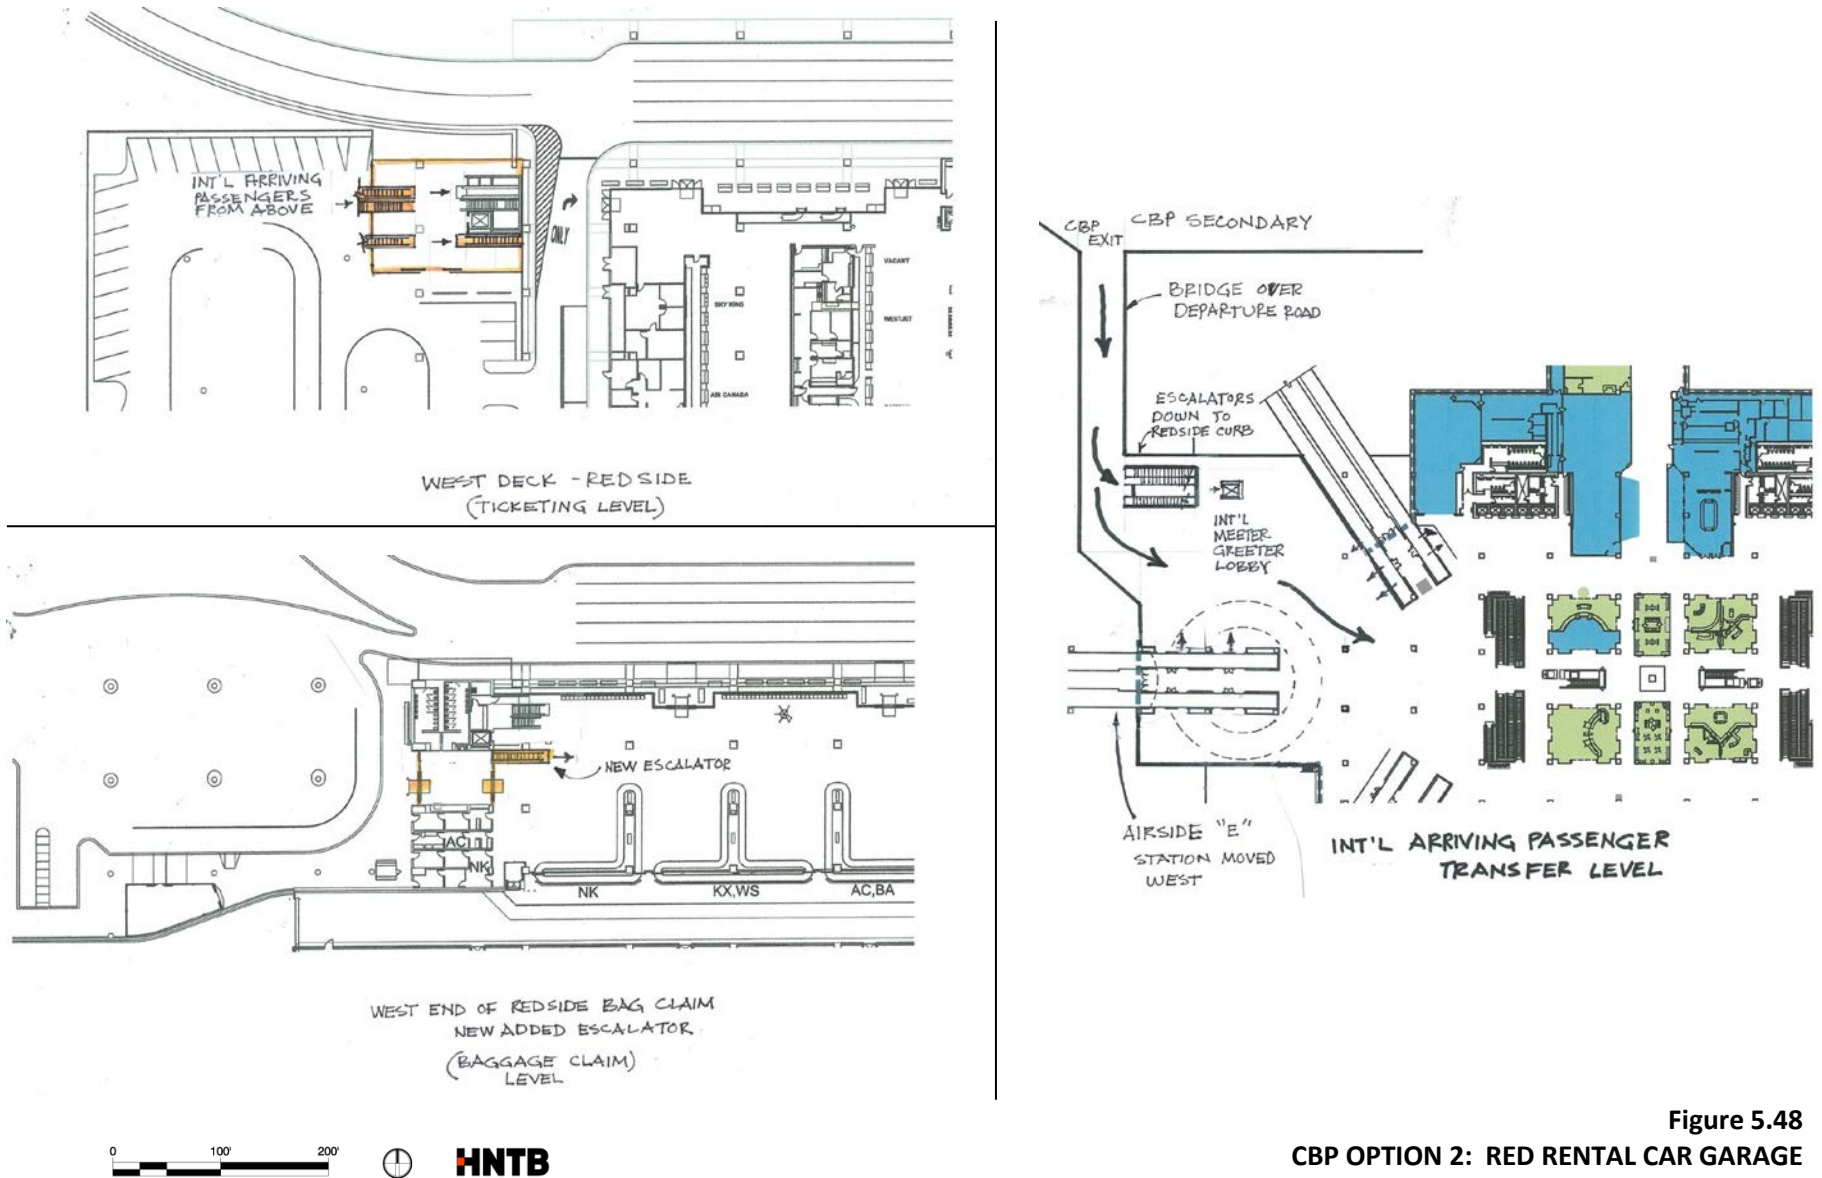 INT'L ARRIVING
PASSENGERS
FROM ABOVE
ONLY
VACANT
SKY KING
WESTJET
AIR CANADA
WEST DECK - REDSIDE
(TICKETING LEVEL)
NEW ESCALATOR
AC
NK
NK
KX,WS
AC,BA
WEST END OF REDSIDE BAG CLAIM
NEW ADDED ESCALATOR
(BAGGAGE CLAIM)
LEVEL
CBP
EXIT
CBP SECONDARY
BRIDGE OVER
DEPARTURE ROAD
ESCALATORS
DOWN TO
REDSIDE CURB
INT'L
MEETER
GREETER
LOBBY
AIRSIDE "E"
STATION MOVED
WEST
INT'L ARRIVING PASSENGER
TRANSFER LEVEL
0 100' 200'
HNTB
Figure 5.48
CBP OPTION 2: RED RENTAL CAR GARAGE